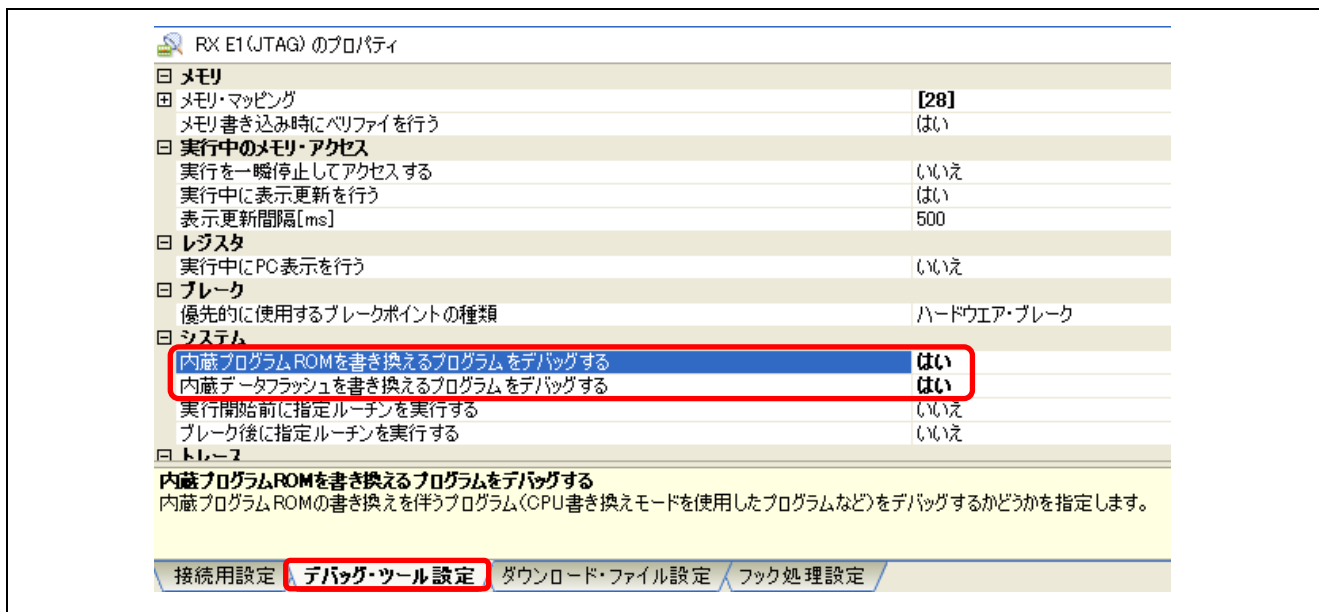 RX E1(JTAG) のプロパティ
メモリ
メモリ・マッピング [28]
メモリ書き込み時にベリファイを行う はい
実行中のメモリ・アクセス
実行を一瞬停止してアクセスする いいえ
実行中に表示更新を行う はい
表示更新間隔[ms] 500
レジスタ
実行中にPC表示を行う いいえ
ブレーク
優先的に使用するブレークポイントの種類 ハードウエア・ブレーク
システム
内蔵プログラムROMを書き換えるプログラムをデバッグする はい
内蔵データフラッシュを書き換えるプログラムをデバッグする はい
実行開始前に指定ルーチンを実行する いいえ
ブレーク後に指定ルーチンを実行する いいえ
トレース
内蔵プログラムROMを書き換えるプログラムをデバッグする
内蔵プログラムROMの書き換えを伴うプログラム(CPU書き換えモードを使用したプログラムなど)をデバッグするかどうかを指定します。
接続用設定 デバッグ・ツール設定 ダウンロード・ファイル設定 フック処理設定